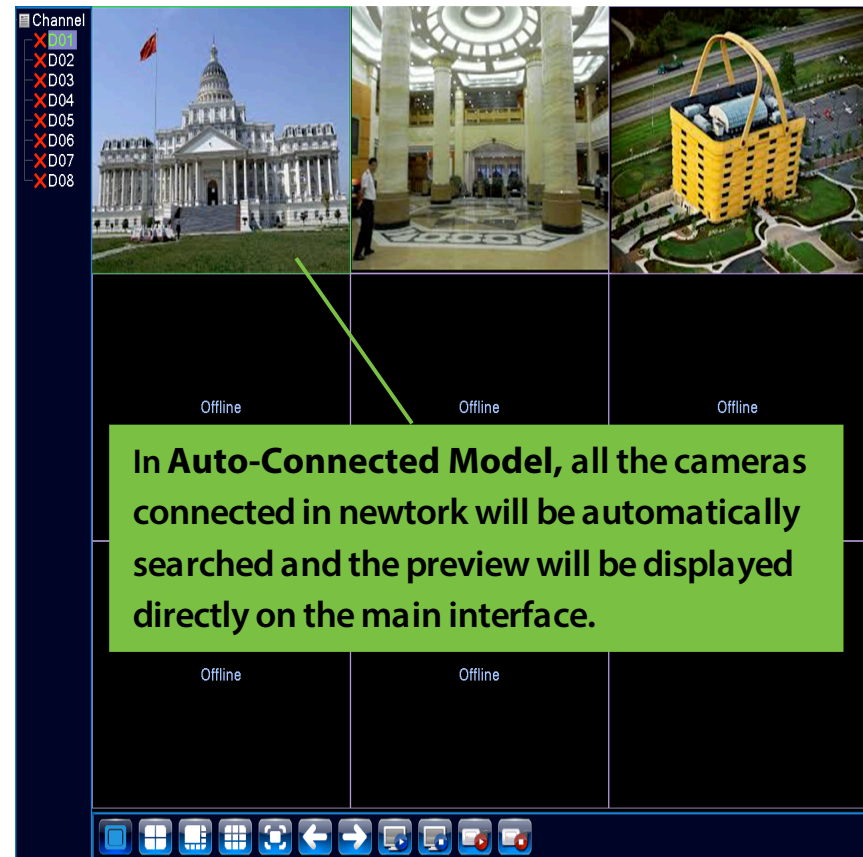 Channel
D01
D02
D03
D04
D05
D06
D07
D08
Offline
Offline
Offline
In Auto-Connected Model, all the cameras
connected in newtork will be automatically
searched and the preview will be displayed
directly on the main interface.
Offline
Offline